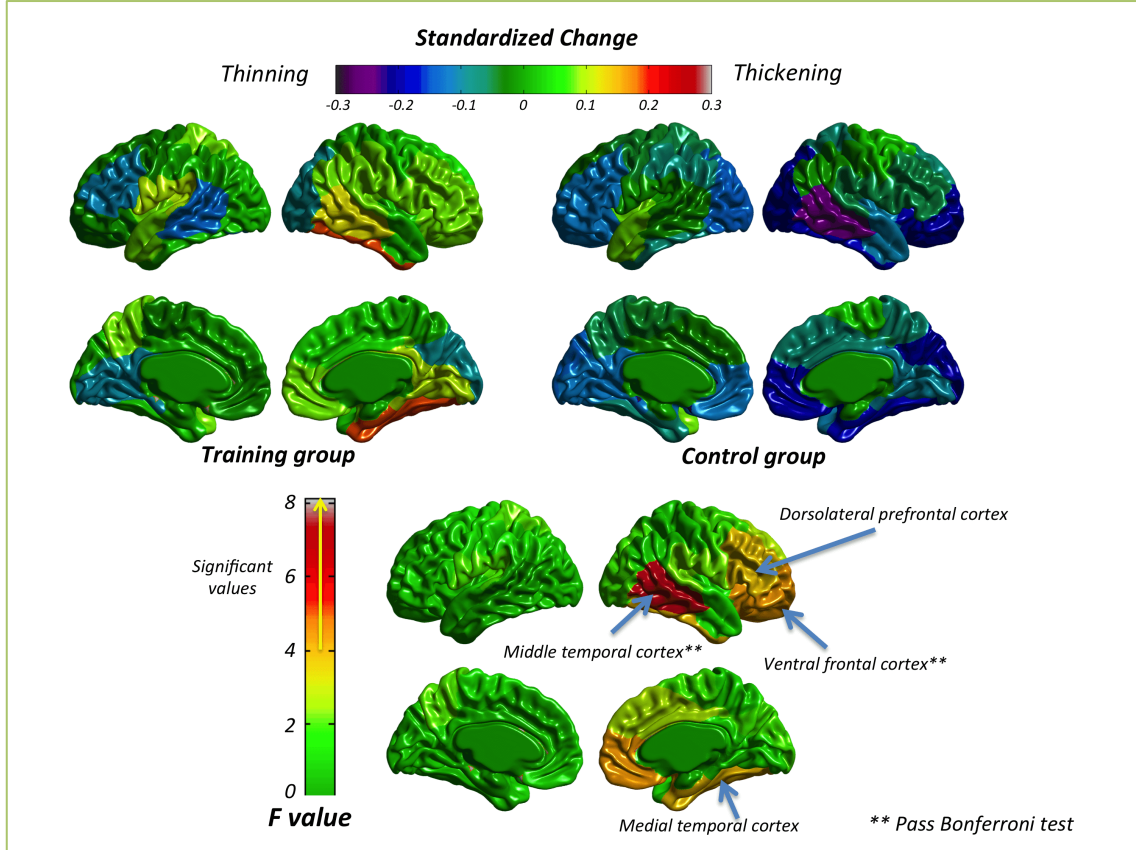 Standardized Change
Thinning
Thickening
-0.3 -0.2 -0.1 0 0.1 0.2 0.3
Training group
Control group
8
6
4
2
0
Significant
values
F value
Dorsolateral prefrontal cortex
Middle temporal cortex**
Ventral frontal cortex**
Medial temporal cortex
** Pass Bonferroni test